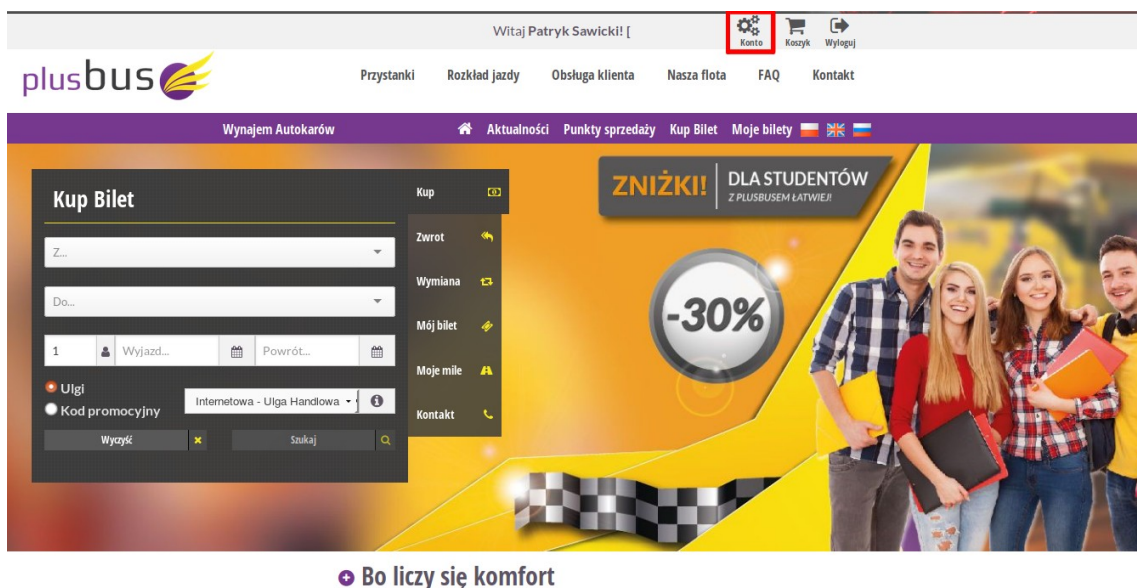 Witaj Patryk Sawicki! [
Konto Koszyk Wyloguj
plusbus
Przystanki Rozkład jazdy Obsługa klienta Nasza flota FAQ Kontakt
Wynajem Autokarów Aktualności Punkty sprzedaży Kup Bilet Moje bilety
Kup Bilet
Z...
Do...
1 Wyjazd... Powrót...
Ulgi
Kod promocyjny
Internetowa - Ulga Handlowa
Wyczyść Szukaj
Kup
Zwrot
Wymiana
Mój bilet
Moje mile
Kontakt
ZNIŻKI! DLA STUDENTÓW
Z PLUSBUSEM ŁATWIEJ!
-30%
Bo liczy się komfort